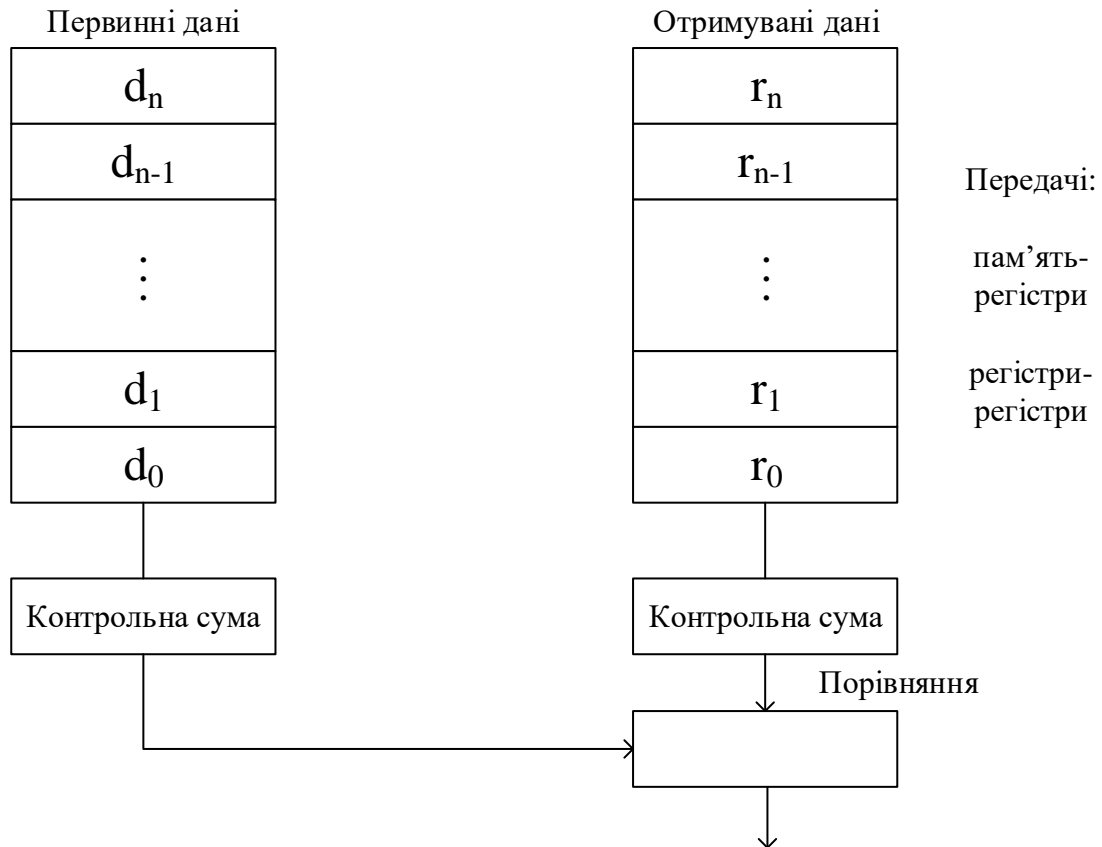 Первинні дані
dₙ
dₙ₋₁
⋮
d₁
d₀
Контрольна сума
Отримувані дані
rₙ
rₙ₋₁
⋮
r₁
r₀
Контрольна сума
Порівняння
Передачі:
пам’ять-
регістри
регістри-
регістри